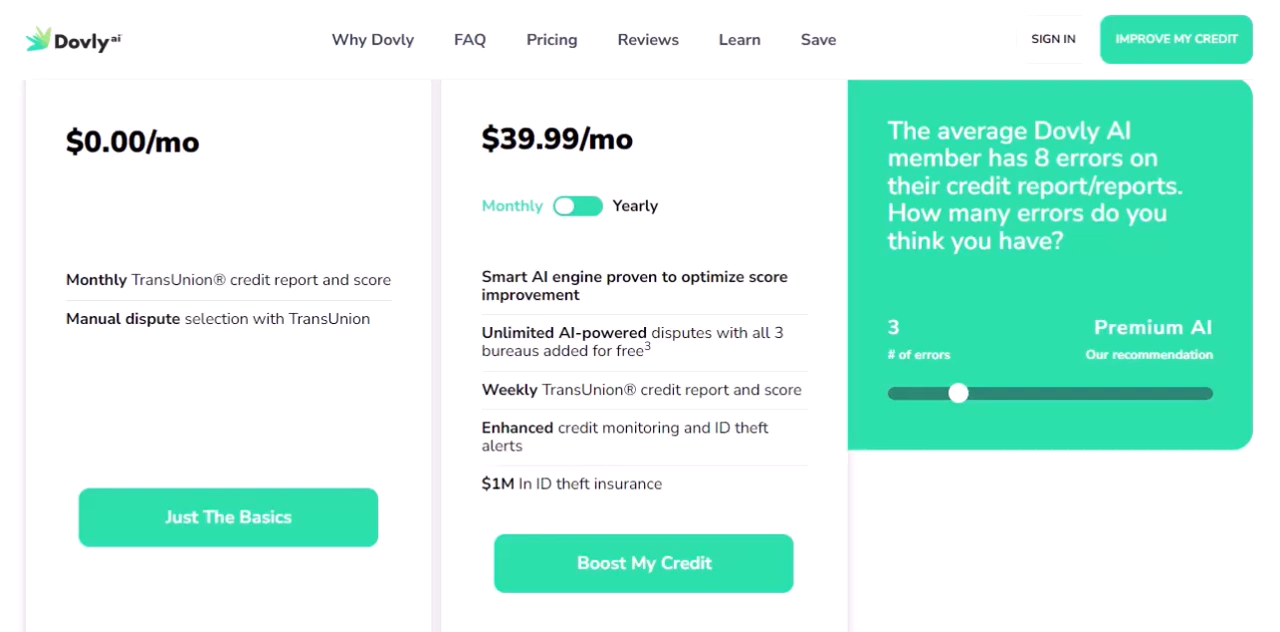 Dovly ai
Why Dovly
FAQ
Pricing
Reviews
Learn
Save
SIGN IN
IMPROVE MY CREDIT
$0.00/mo
Monthly TransUnion® credit report and score
Manual dispute selection with TransUnion
Just The Basics
$39.99/mo
Monthly
Yearly
Smart AI engine proven to optimize score
improvement
Unlimited AI-powered disputes with all 3
bureaus added for free3
Weekly TransUnion® credit report and score
Enhanced credit monitoring and ID theft
alerts
$1M In ID theft insurance
Boost My Credit
The average Dovly AI
member has 8 errors on
their credit report/reports.
How many errors do you
think you have?
3
Premium AI
# of errors
Our recommendation